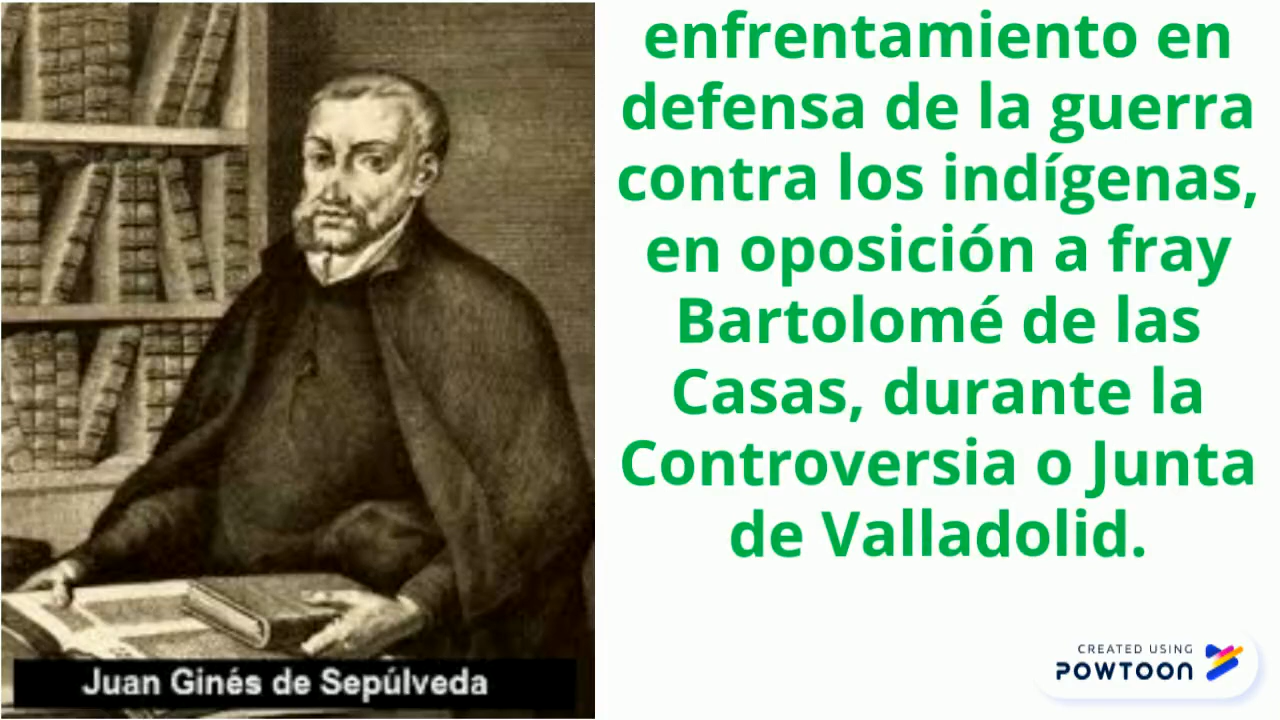 enfrentamiento en
defensa de la guerra
contra los indígenas,
en oposición a fray
Bartolomé de las
Casas, durante la
Controversia o Junta
de Valladolid.
Juan Ginés de Sepúlveda
CREATED USING
POWTOON